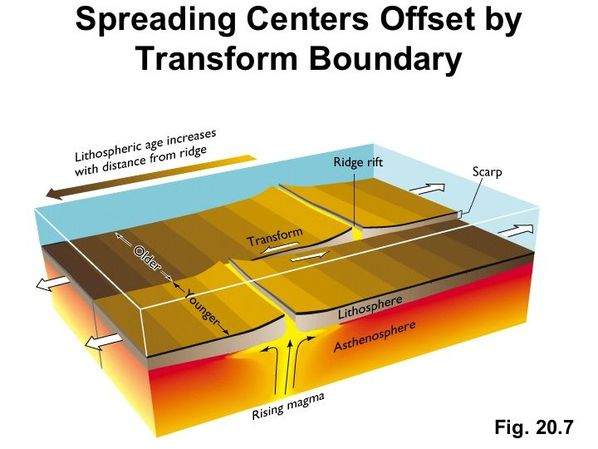 Spreading Centers Offset by
Transform Boundary
Lithospheric age increases
with distance from ridge
Ridge rift
Scarp
Transform
Older
Younger
Lithosphere
Asthenosphere
Rising magma
Fig. 20.7